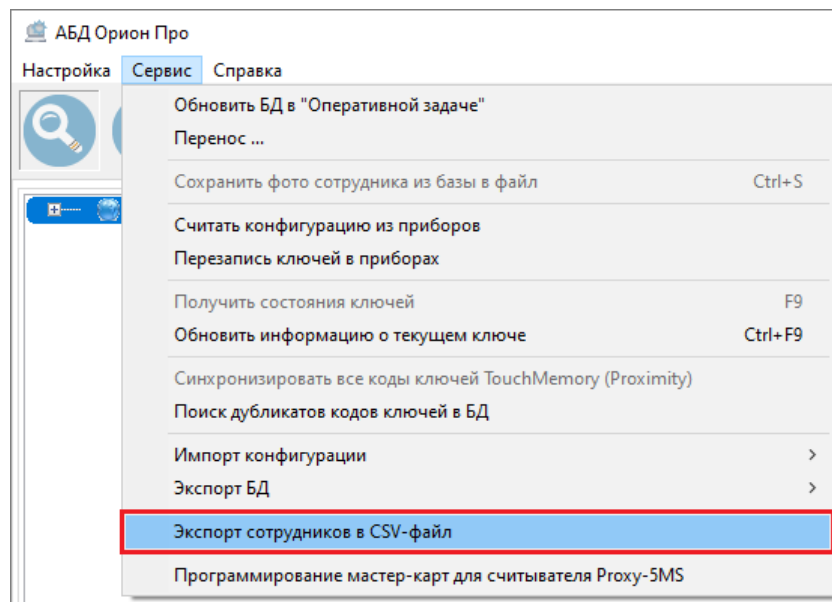 АБД Орион Про
Настройка Сервис Справка
Обновить БД в "Оперативной задаче"
Перенос ...
Сохранить фото сотрудника из базы в файл Ctrl+S
Считать конфигурацию из приборов
Перезапись ключей в приборах
Получить состояния ключей F9
Обновить информацию о текущем ключе Ctrl+F9
Синхронизировать все коды ключей TouchMemory (Proximity)
Поиск дубликатов кодов ключей в БД
Импорт конфигурации
Экспорт БД
Экспорт сотрудников в CSV-файл
Программирование мастер-карт для считывателя Proxy-5MS